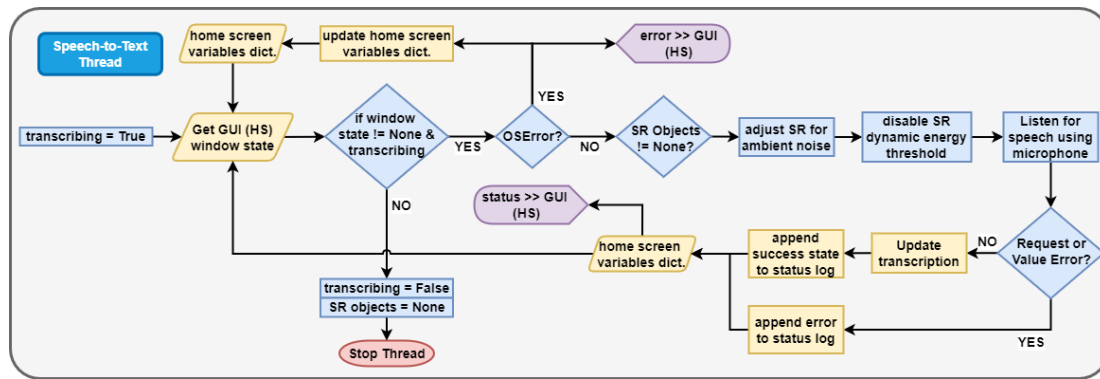 Speech-to-Text
Thread
home screen
variables dict.
update home screen
variables dict.
error >> GUI
(HS)
YES
transcribing = True
Get GUI (HS)
window state
if window
state != None &
transcribing
YES
OSError?
NO
SR Objects
!= None?
adjust SR for
ambient noise
disable SR
dynamic energy
threshold
Listen for
speech using
microphone
NO
status >> GUI
(HS)
home screen
variables dict.
append
success state
to status log
Update
transcription
NO
Request or
Value Error?
transcribing = False
SR objects = None
append error
to status log
YES
Stop Thread